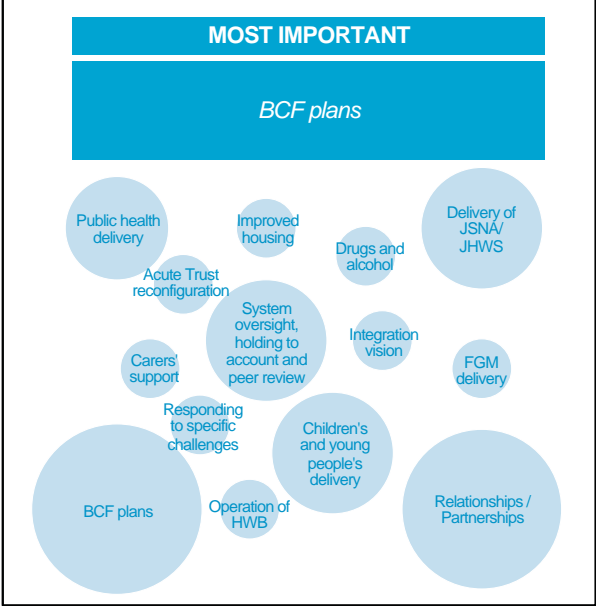 MOST IMPORTANT
BCF plans
Public health
delivery
Improved
housing
Delivery of
JSNA/
JHWS
Drugs and
alcohol
Acute Trust
reconfiguration
System
oversight,
holding to
account and
peer review
Integration
vision
Carers'
support
FGM
delivery
Responding
to specific
challenges
Children's
and young
people's
delivery
BCF plans
Operation of
HWB
Relationships /
Partnerships